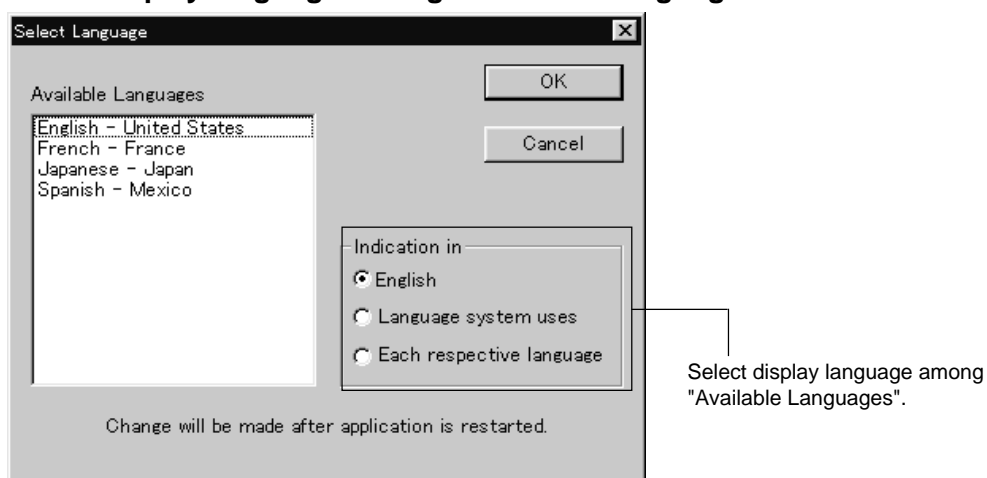 Select Language
OK
Available Languages
English - United States
Cancel
French - France
Japanese - Japan
Spanish - Mexico
Indication in
English
Language system uses
Each respective language
Select display language among
"Available Languages".
Change will be made after application is restarted.